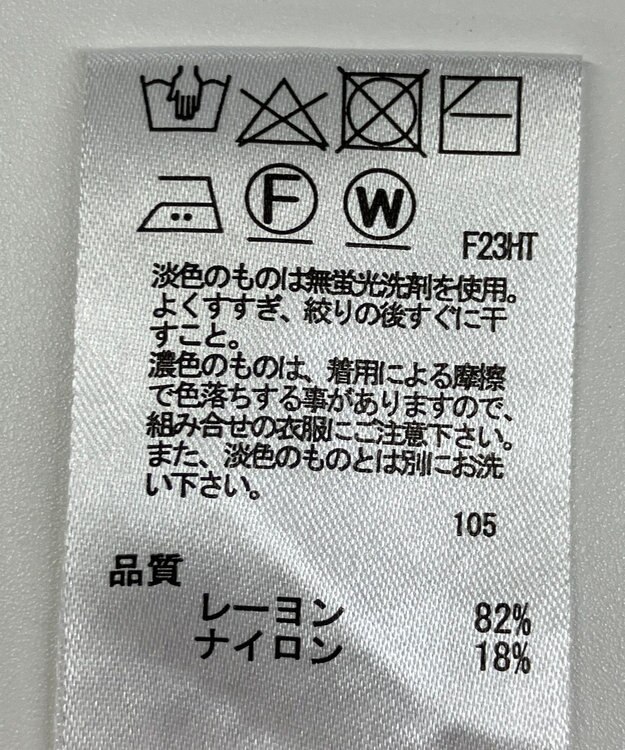 F W
F23HT
淡色のものは無蛍光洗剤を使用。
よくすすぎ、絞りの後すぐに干
すこと。
濃色のものは、着用による摩擦
で色落ちする事がありますので、
組み合せの衣服にご注意下さい。
また、淡色のものとは別にお洗
い下さい。
105
品質
レーヨン 82%
ナイロン 18%